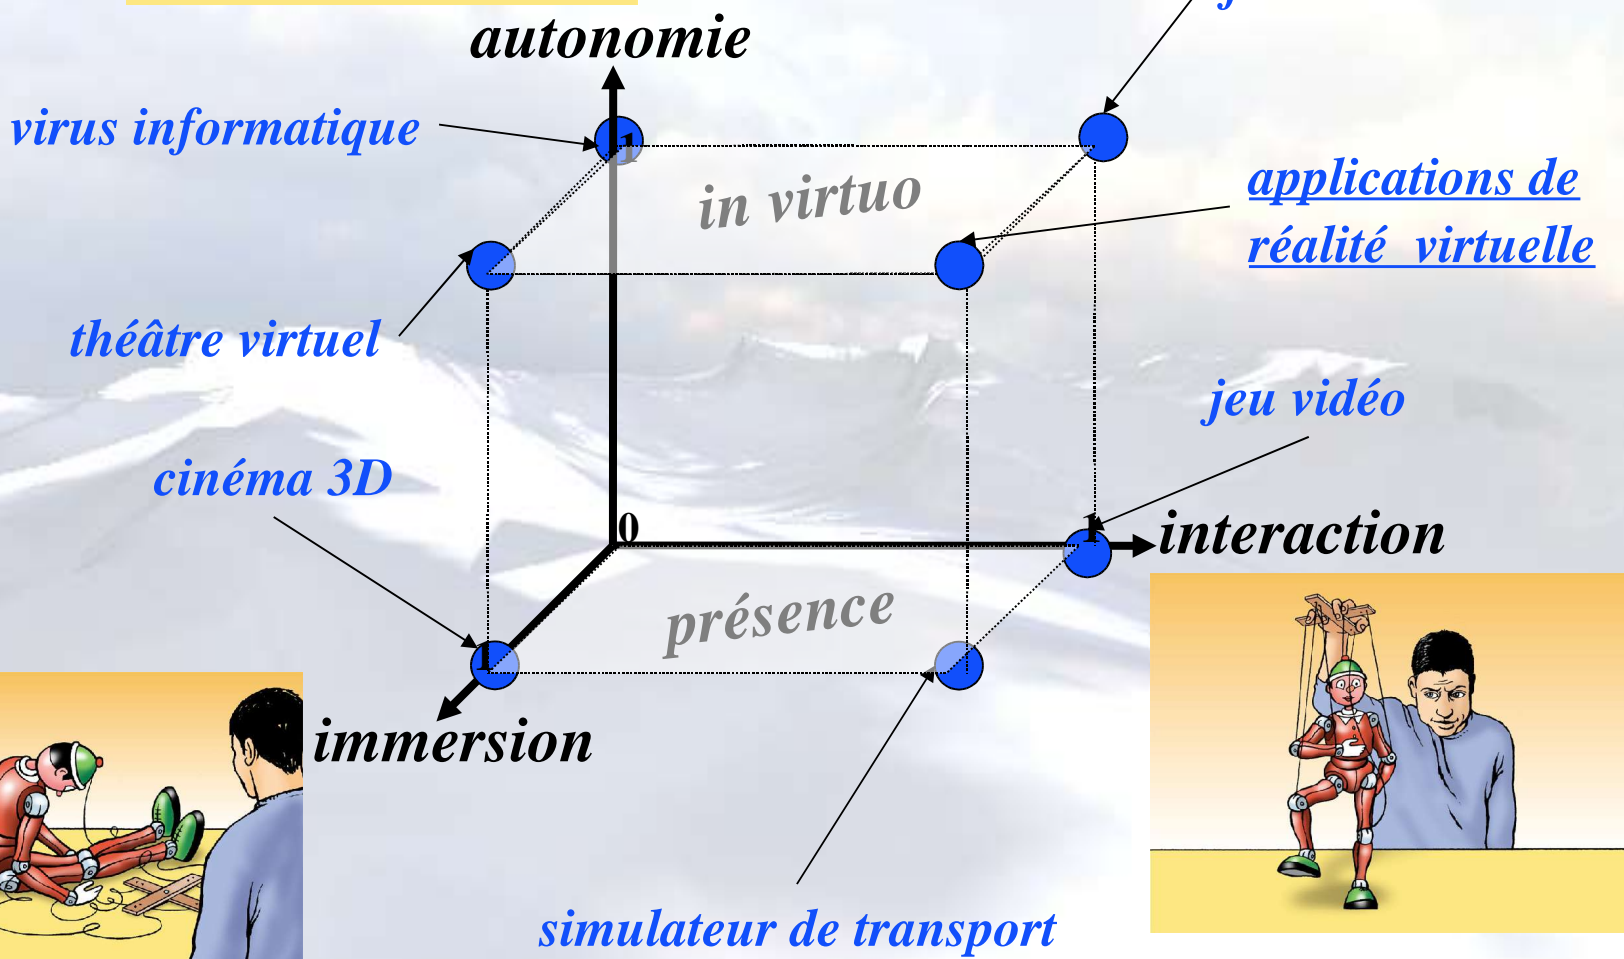 autonomie
virus informatique
1
in virtuo
applications de
réalité virtuelle
théâtre virtuel
jeu vidéo
cinéma 3D
0
1
interaction
présence
1
immersion
simulateur de transport